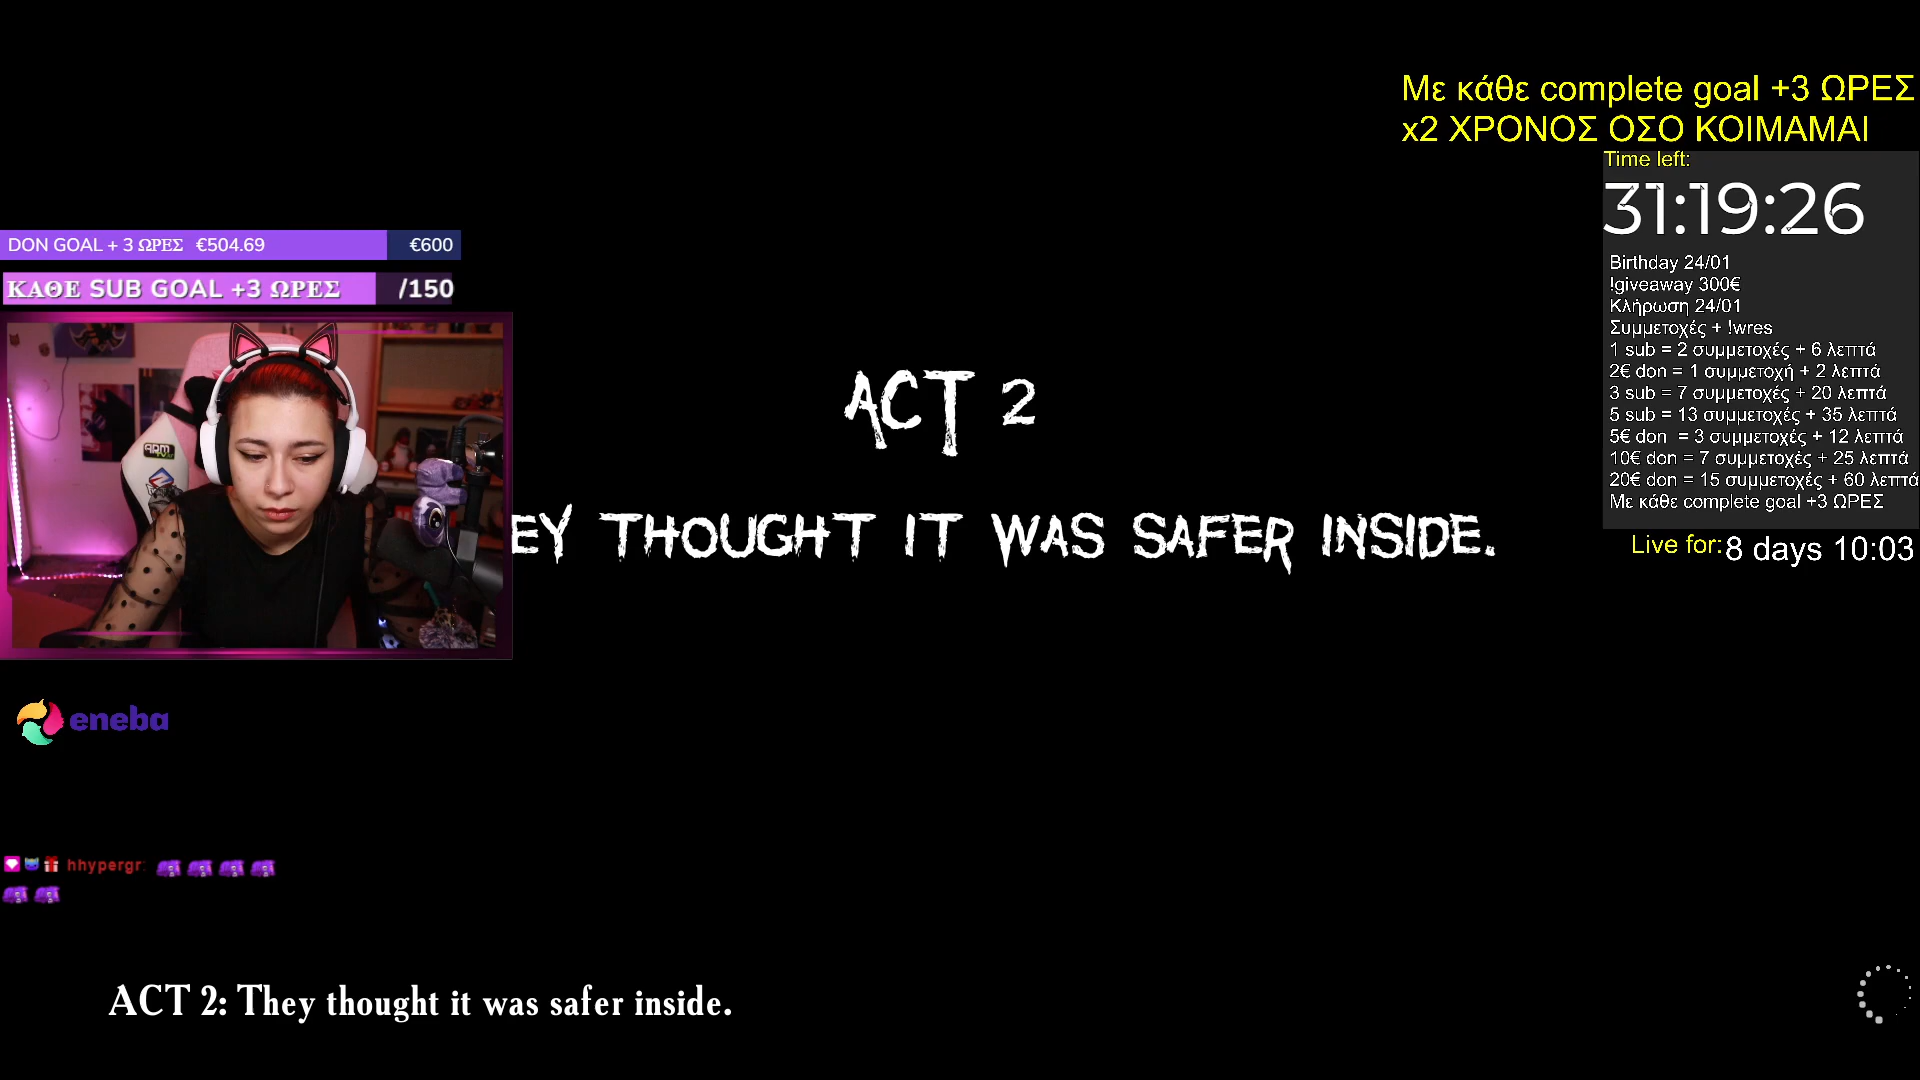 Με κάθε complete goal +3 ΩΡΕΣ
x2 ΧΡΟΝΟΣ ΟΣΟ ΚΟΙΜΑΜΑΙ
Time left:
31:19:26
Birthday 24/01
!giveaway 300€
Κλήρωση 24/01
Συμμετοχές + !wres
1 sub = 2 συμμετοχές + 6 λεπτά
2€ don = 1 συμμετοχή + 2 λεπτά
3 sub = 7 συμμετοχές + 20 λεπτά
5 sub = 13 συμμετοχές + 35 λεπτά
5€ don = 3 συμμετοχές + 12 λεπτά
10€ don = 7 συμμετοχές + 25 λεπτά
20€ don = 15 συμμετοχές + 60 λεπτά
Με κάθε complete goal +3 ΩΡΕΣ
Live for: 8 days 10:03
DON GOAL + 3 ΩΡΕΣ €504.69 €600
ΚΑΘΕ SUB GOAL +3 ΩΡΕΣ /150
ACT 2
EY THOUGHT IT WAS SAFER INSIDE.
eneba
hhypergr:
ACT 2: They thought it was safer inside.